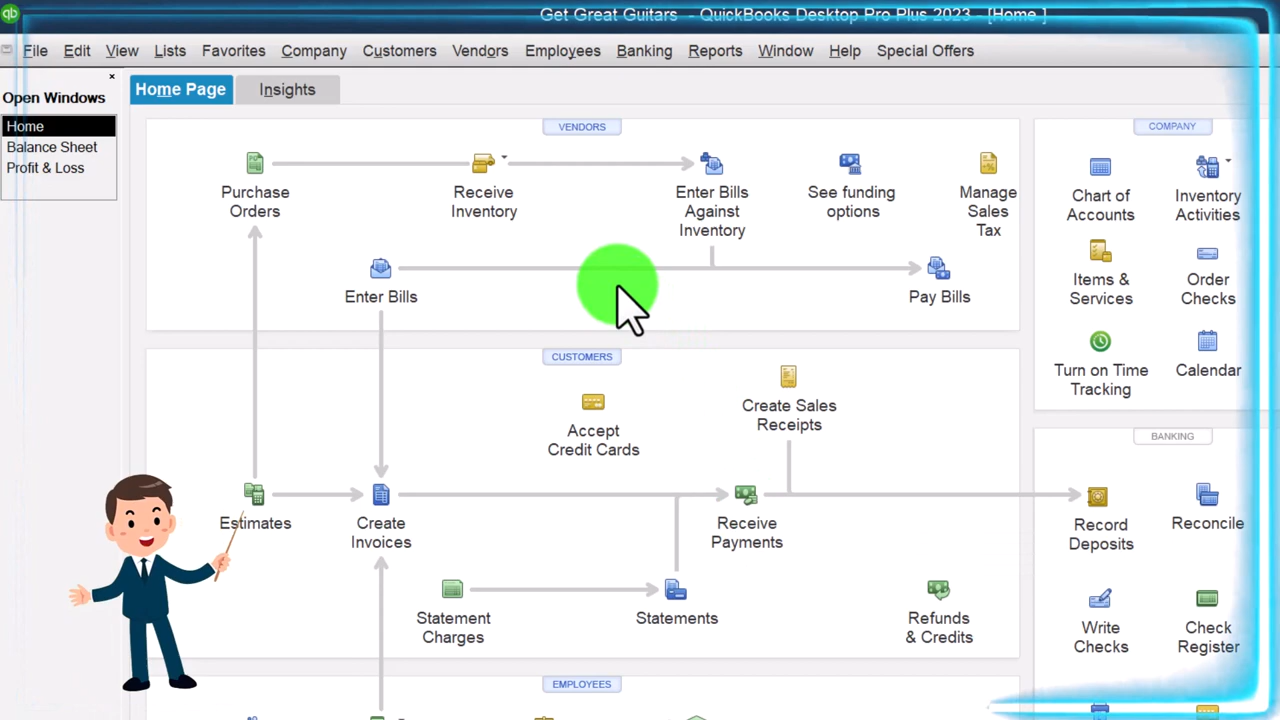 qb
Get Great Guitars - QuickBooks Desktop Pro Plus 2023 - [Home ]
File Edit View Lists Favorites Company Customers Vendors Employees Banking Reports Window Help Special Offers
Open Windows
Home
Balance Sheet
Profit & Loss
Home Page
Insights
VENDORS
Purchase
Orders
Receive
Inventory
Enter Bills
Against
Inventory
See funding
options
Manage
Sales
Tax
Enter Bills
Pay Bills
CUSTOMERS
Accept
Credit Cards
Create Sales
Receipts
Estimates
Create
Invoices
Receive
Payments
Statement
Charges
Statements
Refunds
& Credits
EMPLOYEES
COMPANY
Chart of
Accounts
Inventory
Activities
Items &
Services
Order
Checks
Turn on Time
Tracking
Calendar
BANKING
Record
Deposits
Reconcile
Write
Checks
Check
Register